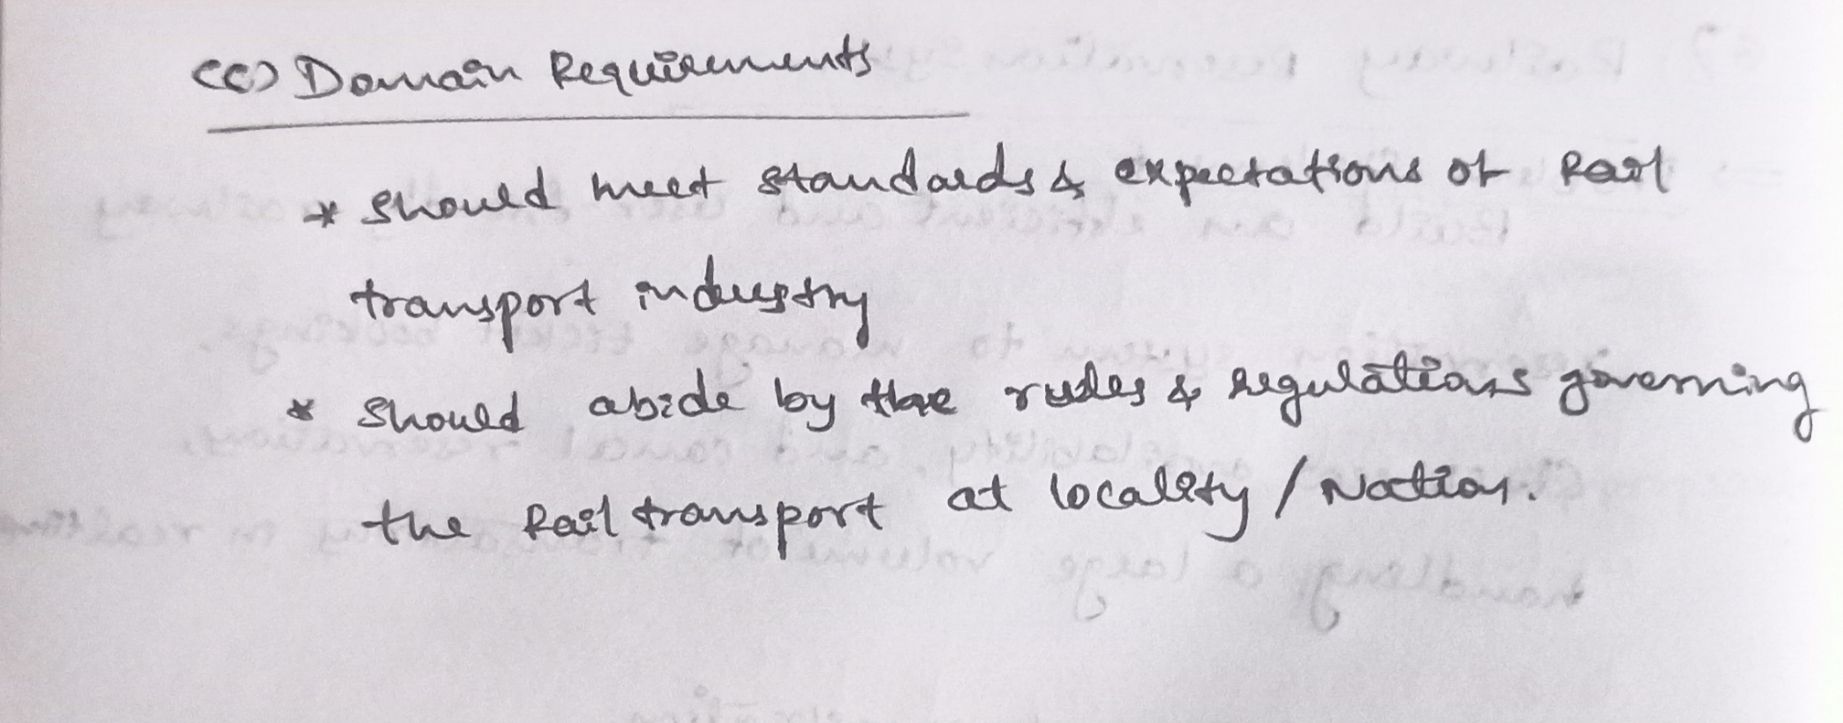 (c) Domain Requirements
* Should meet standards & expectations of Rail
transport industry
* Should abide by the rules & regulations governing
the Rail transport at locality / Nation.